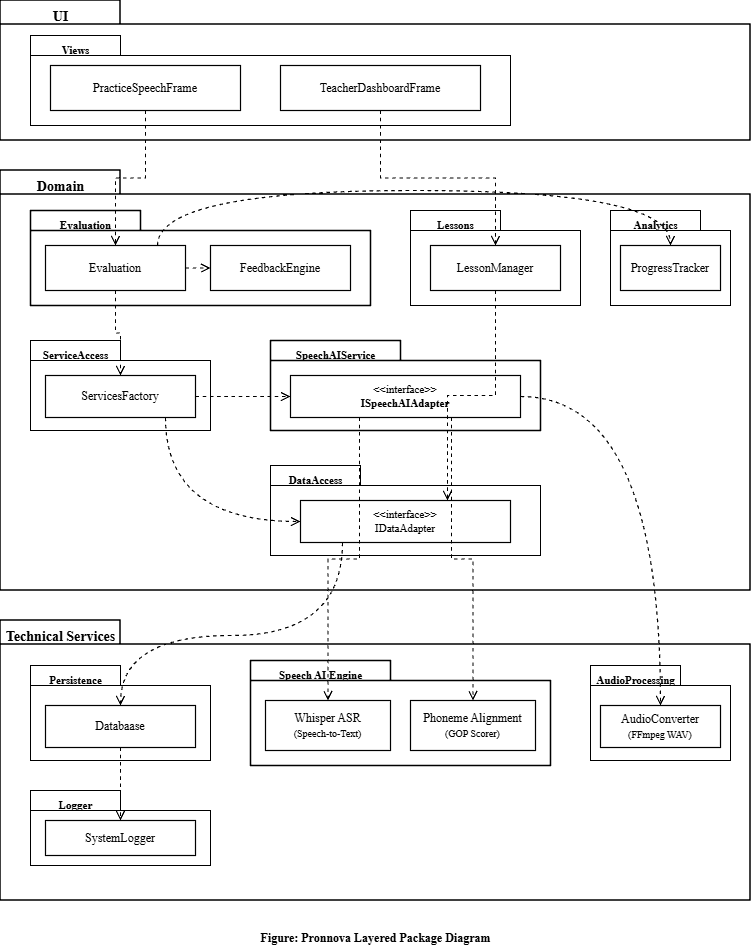 UI
Views
PracticeSpeechFrame
TeacherDashboardFrame
Domain
Evaluation
Lessons
Analytics
Evaluation
FeedbackEngine
LessonManager
ProgressTracker
ServiceAccess
SpeechAIService
ServicesFactory
<<interface>>
ISpeechAIAdapter
DataAccess
<<interface>>
IDataAdapter
Technical Services
Persistence
Speech AI Engine
AudioProcessing
Databaase
Whisper ASR
(Speech-to-Text)
Phoneme Alignment
(GOP Scorer)
AudioConverter
(FFmpeg WAV)
Logger
SystemLogger
Figure: Pronnova Layered Package Diagram